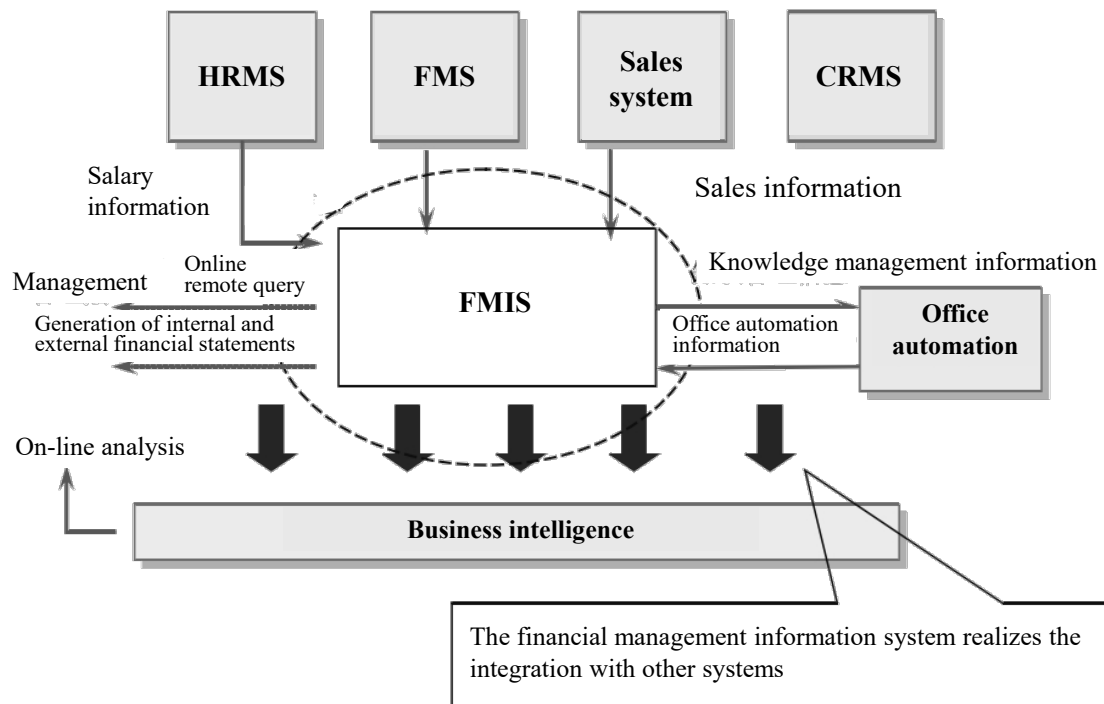 HRMS
FMS
Sales
system
CRMS
Salary
information
Sales information
Management
Online
remote query
Knowledge management information
FMIS
Generation of internal and
external financial statements
Office automation
information
Office
automation
On-line analysis
Business intelligence
The financial management information system realizes the
integration with other systems